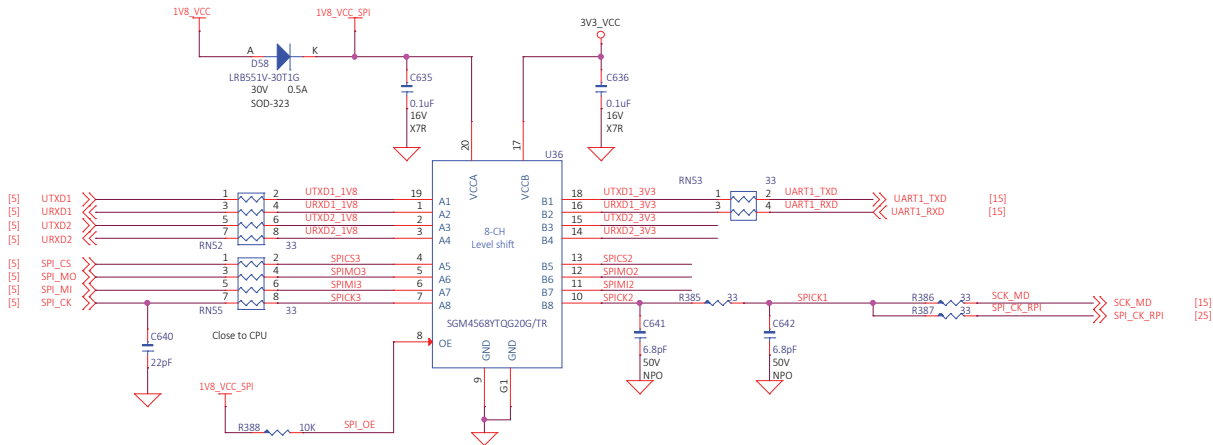 1V8_VCC
1V8_VCC_SPI
3V3_VCC
A
K
D58
LRB551V-30T1G
30V
0.5A
SOD-323
C635
0.1uF
16V
X7R
C636
0.1uF
16V
X7R
20
17
U36
VCCA
VCCB
8-CH
Level shift
[5] UTXD1 1 2 UTXD1_1V8 19 A1
[5] URXD1 3 4 URXD1_1V8 1 A2
[5] UTXD2 5 6 UTXD2_1V8 2 A3
[5] URXD2 7 8 URXD2_1V8 3 A4
RN52 33
[5] SPI_CS 1 2 SPICS3 4 A5
[5] SPI_MO 3 4 SPIMO3 5 A6
[5] SPI_MI 5 6 SPIMI3 6 A7
[5] SPI_CK 7 8 SPICK3 7 A8
RN55 33
Close to CPU
C640
22pF
B1 18 UTXD1_3V3 1 2 UART1_TXD UART1_TXD [15]
B2 16 URXD1_3V3 3 4 UART1_RXD UART1_RXD [15]
RN53 33
B3 15 UTXD2_3V3
B4 14 URXD2_3V3
B5 13 SPICS2
B6 12 SPIMO2
B7 11 SPIMI2
B8 10 SPICK2 R385 33 SPICK1 R386 33 SCK_MD [15]
R387 33 SPI_CK_RPI [25]
C641
6.8pF
50V
NPO
C642
6.8pF
50V
NPO
SGM4568YTQG20G/TR
8 OE
GND
GND
9
G1
1V8_VCC_SPI
R388 10K SPI_OE